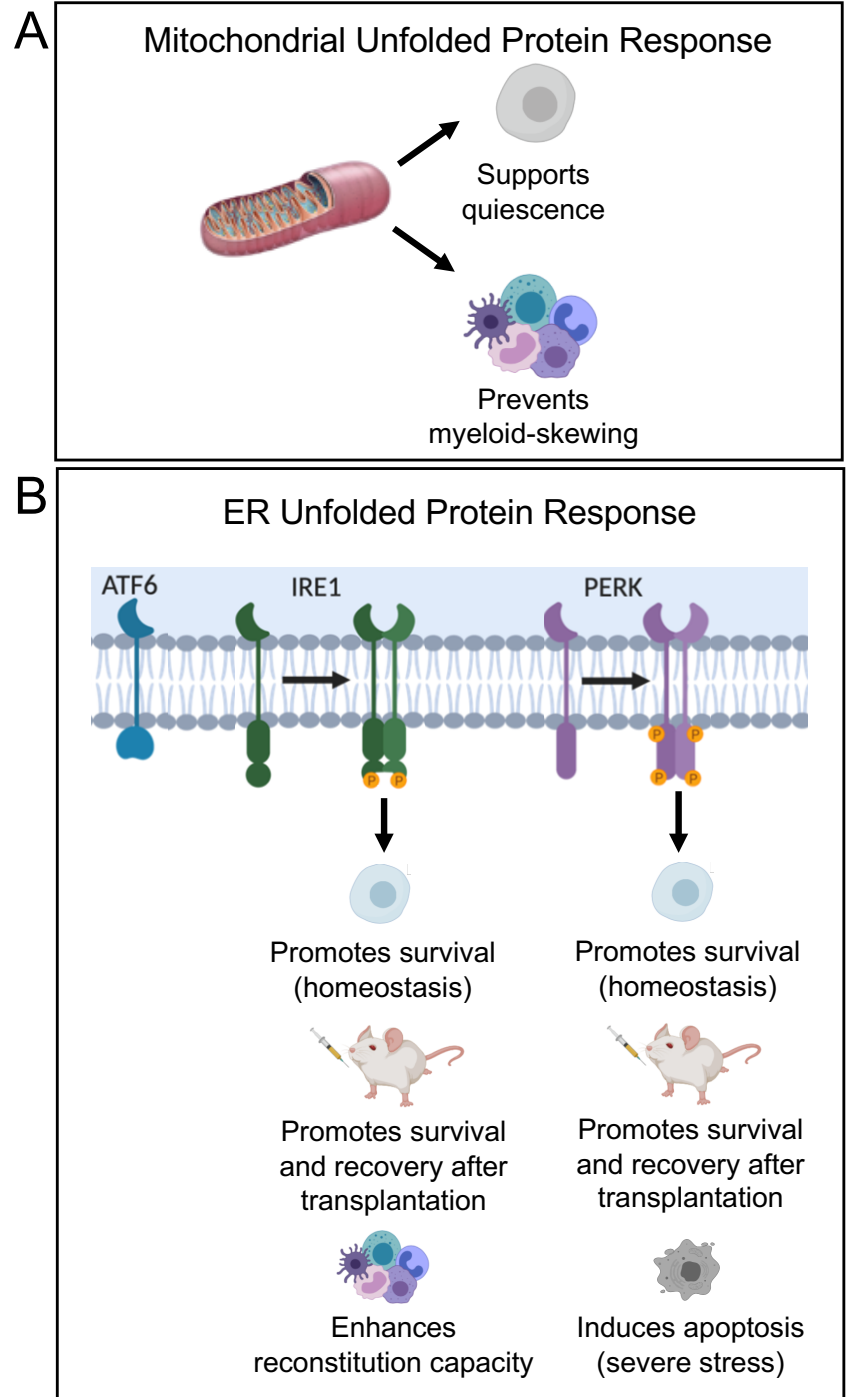 A
Mitochondrial Unfolded Protein Response
Supports
quiescence
Prevents
myeloid-skewing
B
ER Unfolded Protein Response
ATF6
IRE1
PERK
P
P
P
P
P
P
Promotes survival
(homeostasis)
Promotes survival
and recovery after
transplantation
Enhances
reconstitution capacity
Promotes survival
(homeostasis)
Promotes survival
and recovery after
transplantation
Induces apoptosis
(severe stress)